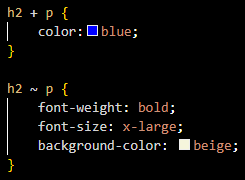 h2 + p {
color: blue;
}
h2 ~ p {
font-weight: bold;
font-size: x-large;
background-color: beige;
}